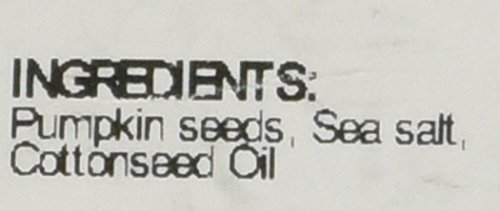 INGREDIENTS:
Pumpkin seeds, Sea salt,
Cottonseed Oil